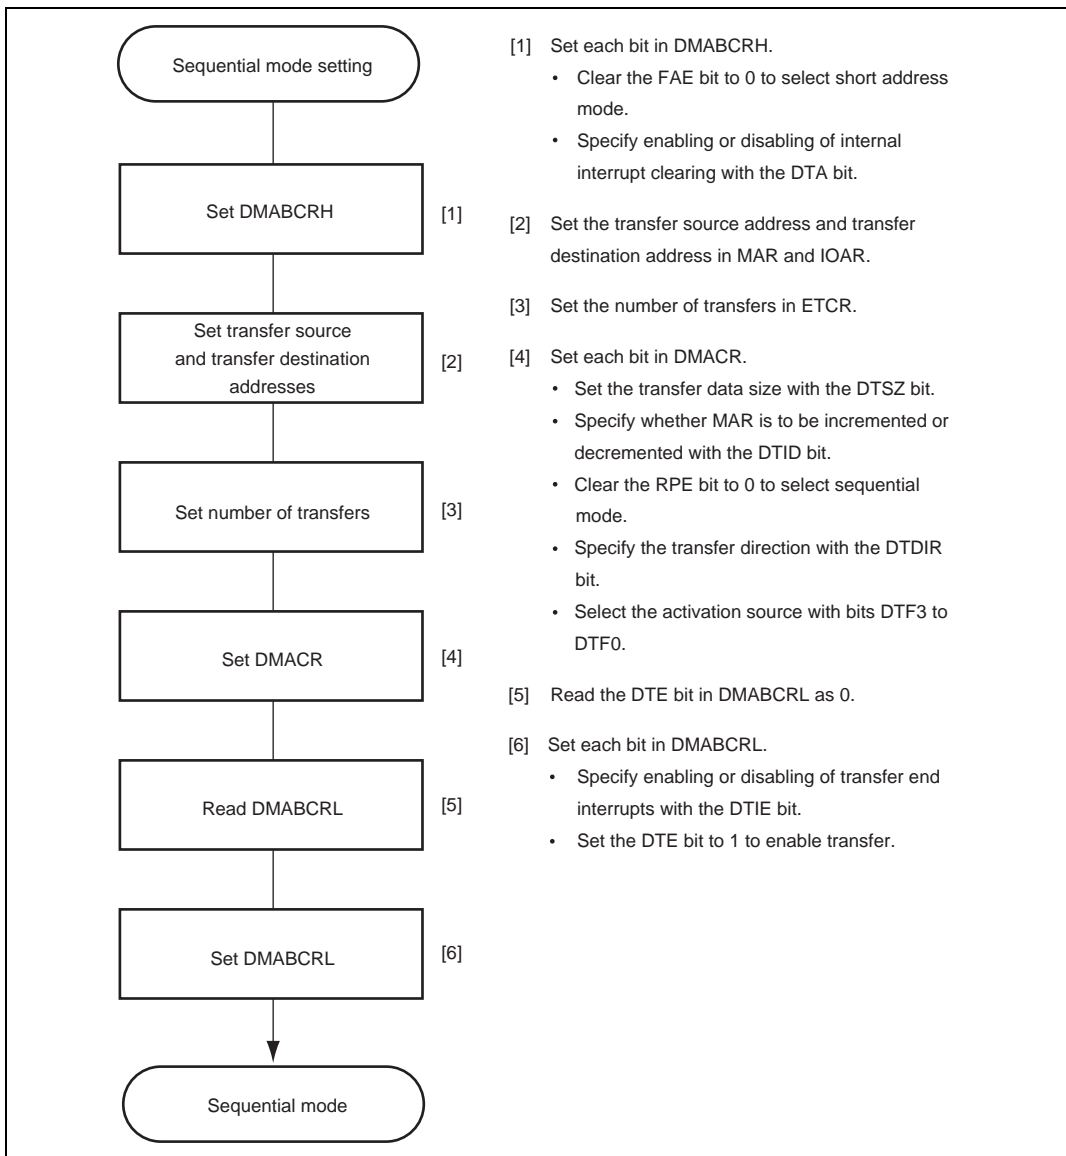 Sequential mode setting
Set DMABCRH
[1]
Set transfer source
and transfer destination
addresses
[2]
Set number of transfers
[3]
Set DMACR
[4]
Read DMABCRL
[5]
Set DMABCRL
[6]
Sequential mode
[1] Set each bit in DMABCRH.
• Clear the FAE bit to 0 to select short address
mode.
• Specify enabling or disabling of internal
interrupt clearing with the DTA bit.
[2] Set the transfer source address and transfer
destination address in MAR and IOAR.
[3] Set the number of transfers in ETCR.
[4] Set each bit in DMACR.
• Set the transfer data size with the DTSZ bit.
• Specify whether MAR is to be incremented or
decremented with the DTID bit.
• Clear the RPE bit to 0 to select sequential
mode.
• Specify the transfer direction with the DTDIR
bit.
• Select the activation source with bits DTF3 to
DTF0.
[5] Read the DTE bit in DMABCRL as 0.
[6] Set each bit in DMABCRL.
• Specify enabling or disabling of transfer end
interrupts with the DTIE bit.
• Set the DTE bit to 1 to enable transfer.